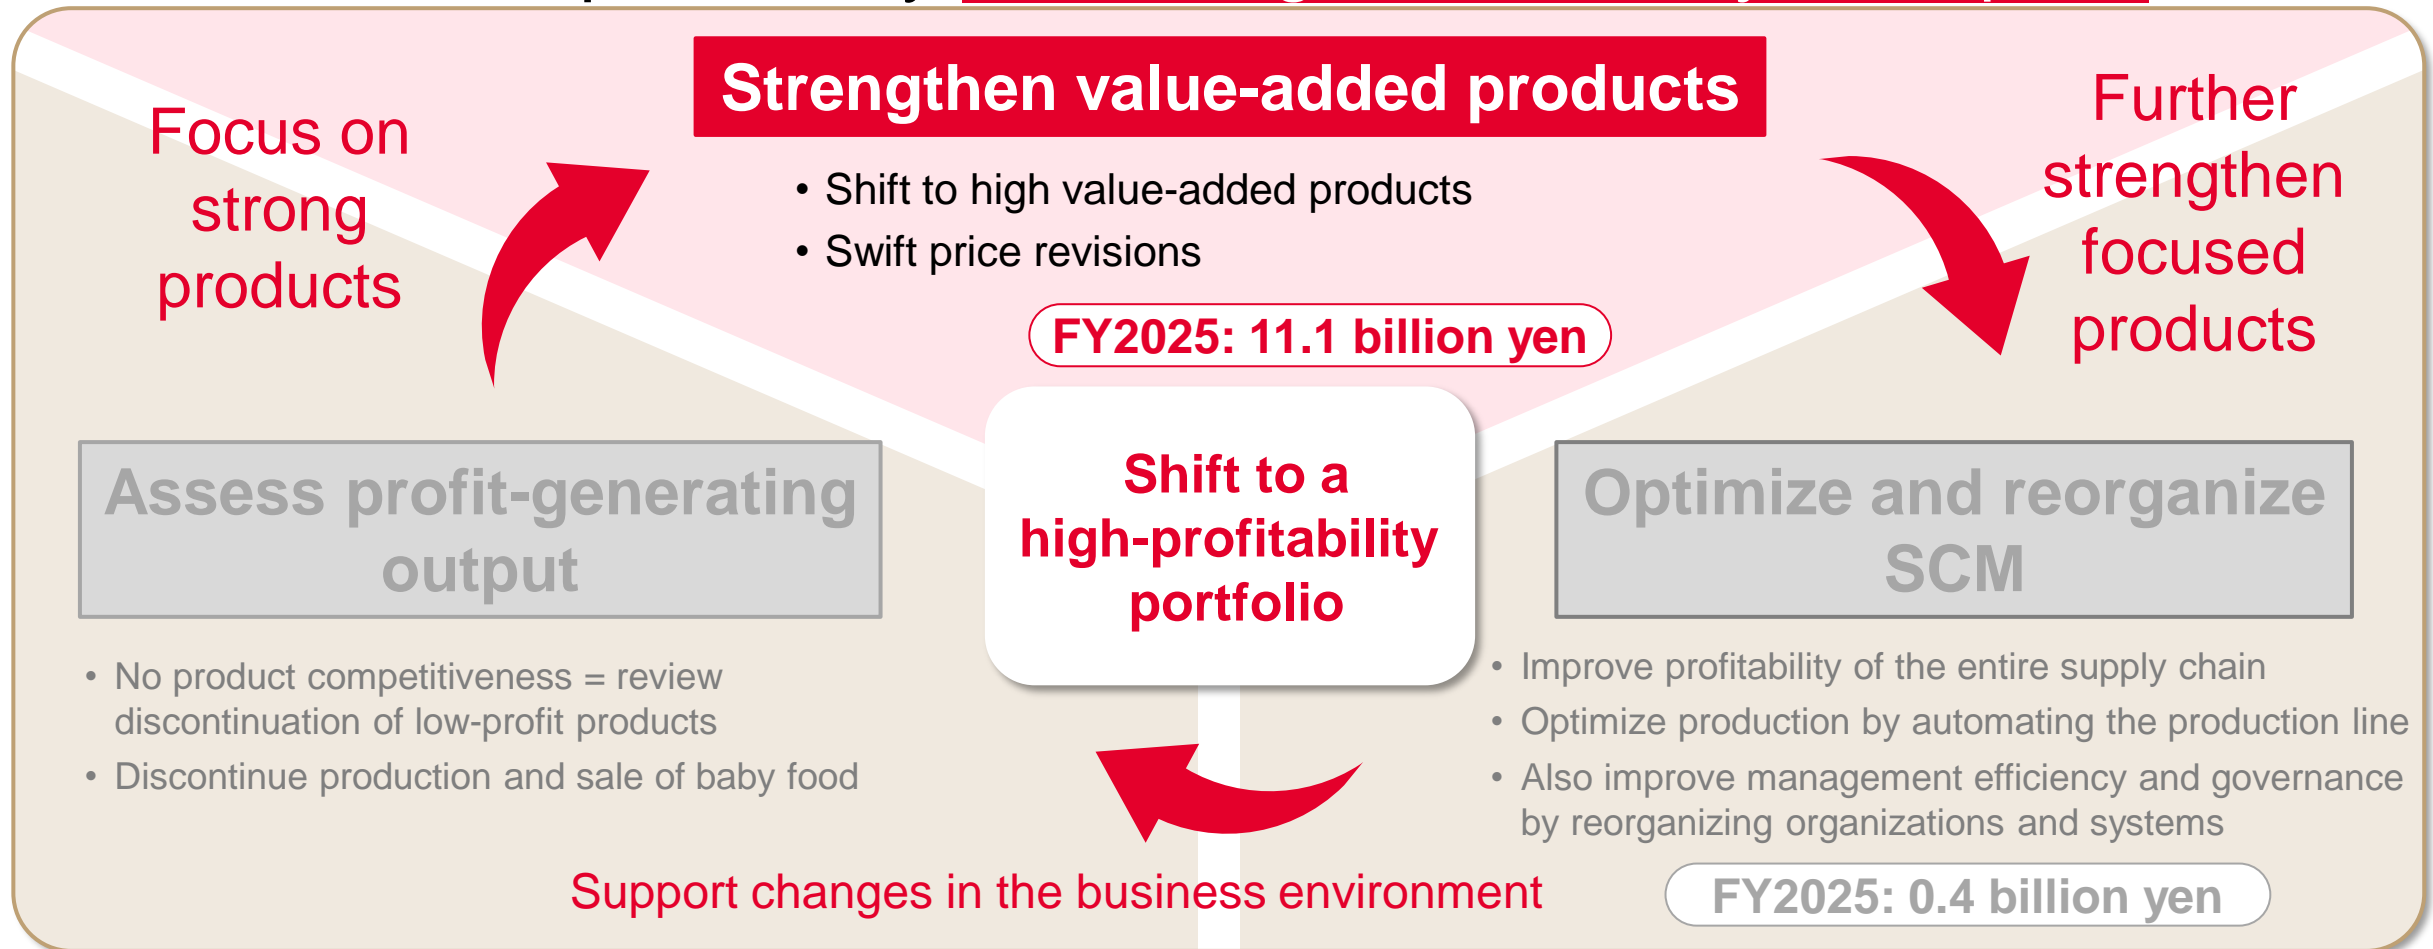 Strengthen value-added products
• Shift to high value-added products
• Swift price revisions
FY2025: 11.1 billion yen
Focus on
strong
products
Further
strengthen
focused
products
Shift to a
high-profitability
portfolio
Assess profit-generating
output
• No product competitiveness = review
discontinuation of low-profit products
• Discontinue production and sale of baby food
Optimize and reorganize
SCM
• Improve profitability of the entire supply chain
• Optimize production by automating the production line
• Also improve management efficiency and governance
by reorganizing organizations and systems
FY2025: 0.4 billion yen
Support changes in the business environment